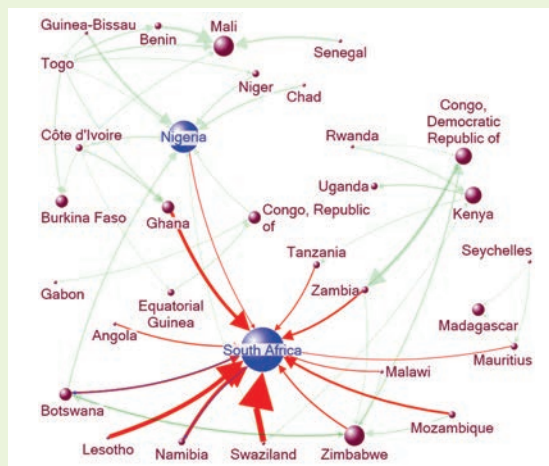 Guinea-Bissau
Benin
Mali
Togo
Senegal
Niger
Chad
Côte d'Ivoire
Nigeria
Congo,
Democratic
Republic of
Rwanda
Uganda
Kenya
Burkina Faso
Ghana
Congo, Republic
of
Tanzania
Seychelles
Zambia
Gabon
Equatorial
Guinea
Madagascar
Angola
South Africa
Mauritius
Malawi
Botswana
Mozambique
Lesotho
Namibia
Swaziland
Zimbabwe